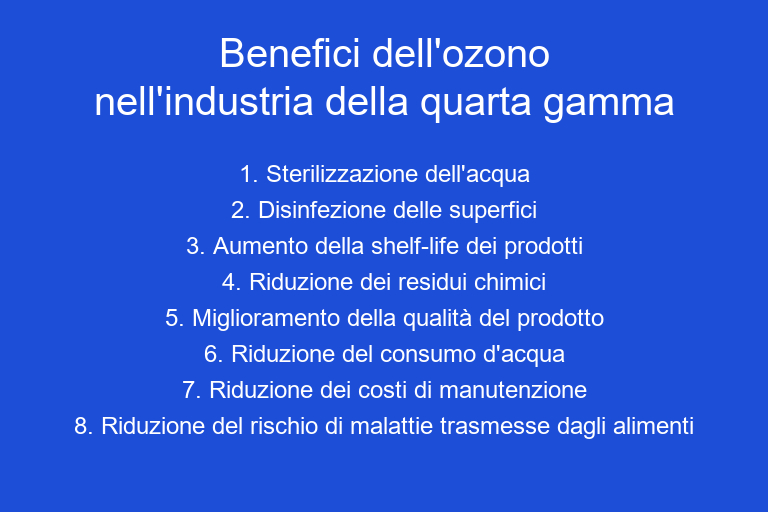 Benefici dell'ozono
nell'industria della quarta gamma
1. Sterilizzazione dell'acqua
2. Disinfezione delle superfici
3. Aumento della shelf-life dei prodotti
4. Riduzione dei residui chimici
5. Miglioramento della qualità del prodotto
6. Riduzione del consumo d'acqua
7. Riduzione dei costi di manutenzione
8. Riduzione del rischio di malattie trasmesse dagli alimenti